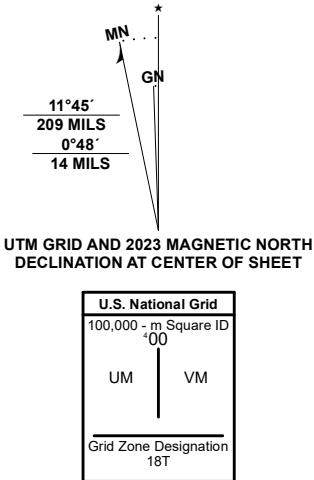 MN
GN
11°45´
209 MILS
0°48´
14 MILS
UTM GRID AND 2023 MAGNETIC NORTH
DECLINATION AT CENTER OF SHEET
U.S. National Grid
100,000 - m Square ID
⁴00
UM VM
Grid Zone Designation
18T